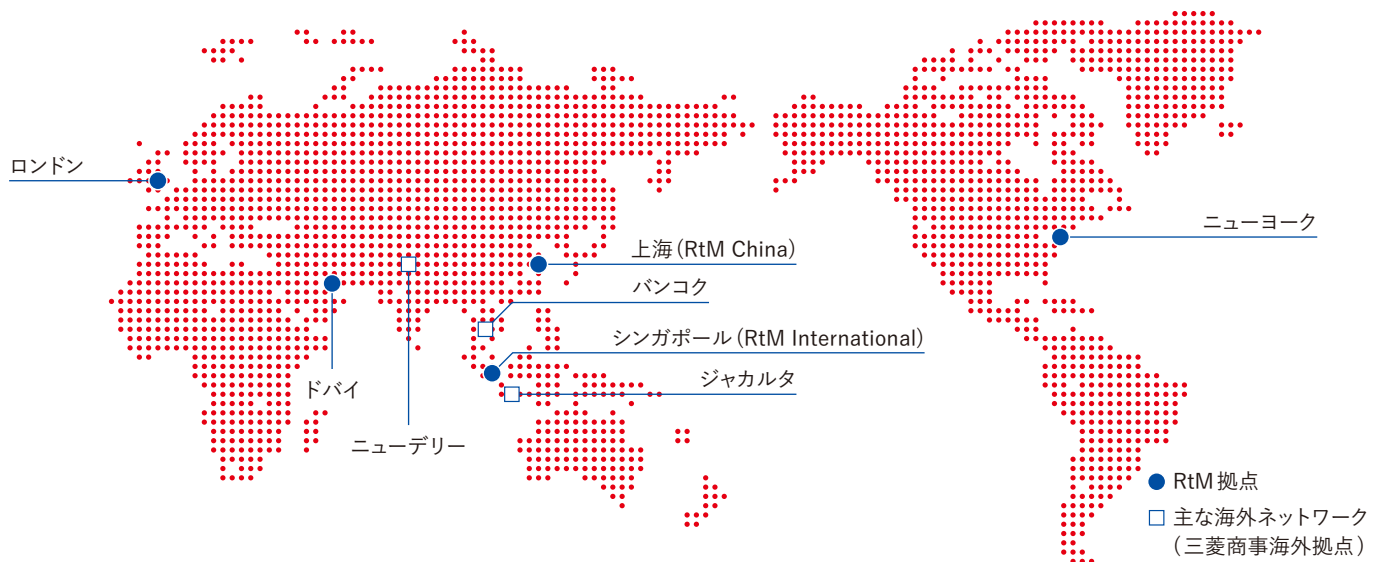 ロンドン
ニューヨーク
上海(RtM China)
バンコク
シンガポール(RtM International)
ジャカルタ
ドバイ
ニューデリー
RtM拠点
主な海外ネットワーク
(三菱商事海外拠点)